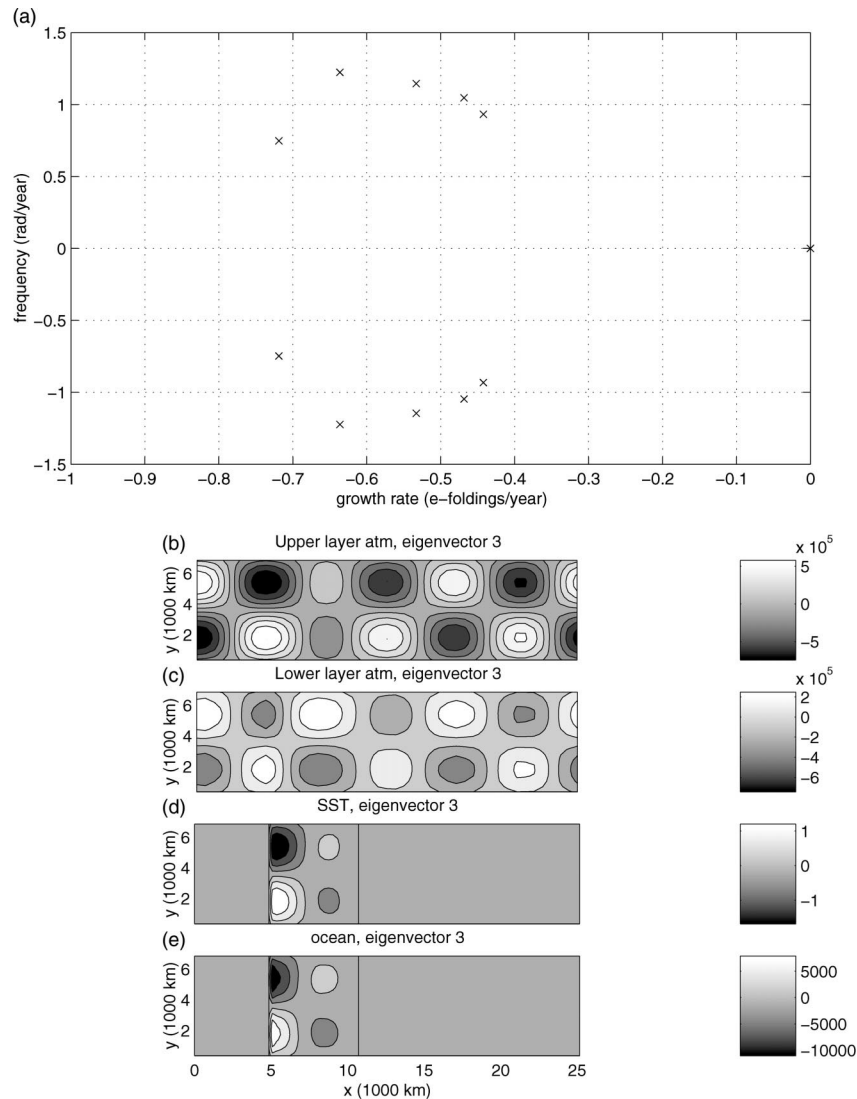 (a)
1.5
1
0.5
0
−0.5
−1
−1.5
frequency (rad/year)
−1 −0.9 −0.8 −0.7 −0.6 −0.5 −0.4 −0.3 −0.2 −0.1 0
growth rate (e−foldings/year)
(b) Upper layer atm, eigenvector 3
y (1000 km)
6
4
2
x 10^5
5
0
−5
(c) Lower layer atm, eigenvector 3
y (1000 km)
6
4
2
x 10^5
2
0
−2
−4
−6
(d) SST, eigenvector 3
y (1000 km)
6
4
2
1
0
−1
(e) ocean, eigenvector 3
y (1000 km)
6
4
2
5000
0
−5000
−10000
0 5 10 15 20 25
x (1000 km)